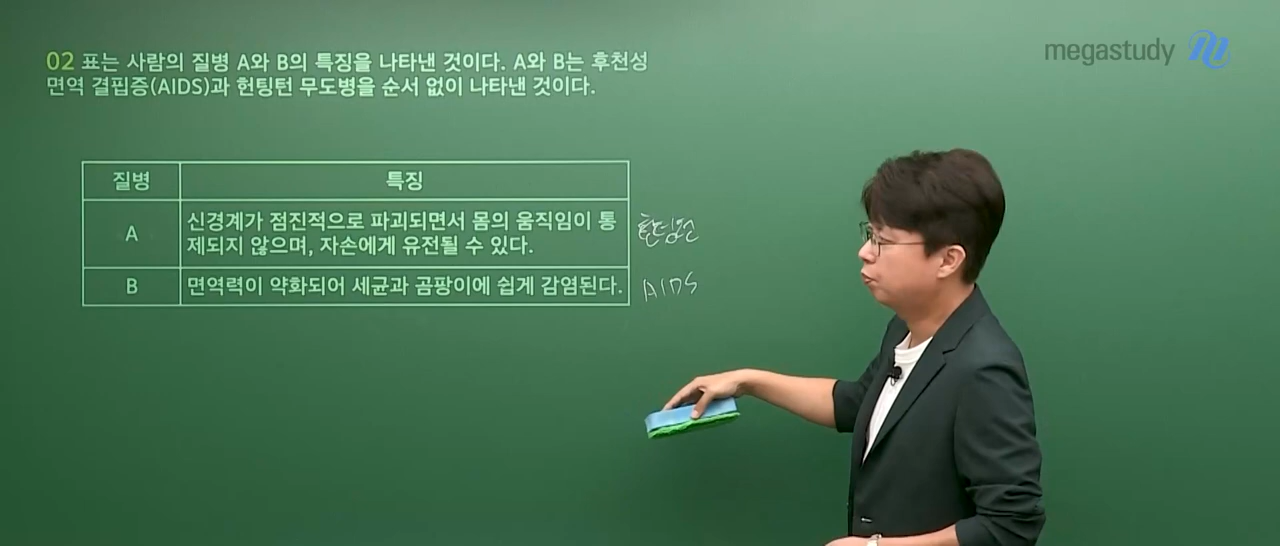 megastudy
02 표는 사람의 질병 A와 B의 특징을 나타낸 것이다. A와 B는 후천성
면역 결핍증(AIDS)과 헌팅턴 무도병을 순서 없이 나타낸 것이다.
질병 특징
A 신경계가 점진적으로 파괴되면서 몸의 움직임이 통
제되지 않으며, 자손에게 유전될 수 있다.
헌팅턴
B 면역력이 약화되어 세균과 곰팡이에 쉽게 감염된다.
AIDS